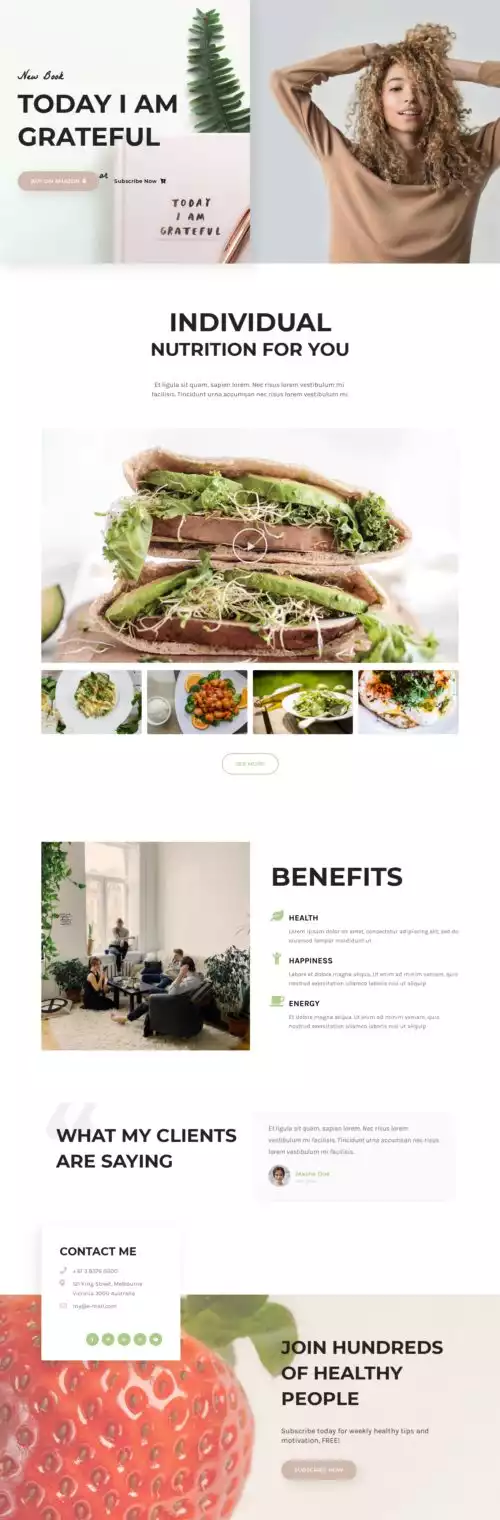 New Book
TODAY I AM
GRATEFUL
BUY ON AMAZON
or
Subscribe Now
TODAY
I AM
GRATEFUL
INDIVIDUAL
NUTRITION FOR YOU
Et ligula sit quam, sapien lorem. Nec risus lorem vestibulum mi
facilisis. Tincidunt urna accumsan nec risus lorem vestibulum mi.
SEE MORE
BENEFITS
HEALTH
Lorem ipsum dolor sit amet, consectetur adipiscing elit, sed do
eiusmod tempor incididunt ut
HAPPINESS
Labore et dolore magna aliqua. Ut enim ad minim veniam, quis
nostrud exercitation ullamco laboris nisi ut aliquip
ENERGY
Et dolore magna aliqua. Ut enim ad minim veniam, quis
nostrud exercitation ullamco laboris nisi ut aliquip
“
WHAT MY CLIENTS
ARE SAYING
Et ligula sit quam, sapien lorem. Nec risus lorem
vestibulum mi facilisis. Tincidunt urna accumsan nec risus
lorem vestibulum mi facilisis.
Doe
CONTACT ME
+61 3 8376 6500
121 King Street, Melbourne
Victoria 3000 Australia
JOIN HUNDREDS
OF HEALTHY
PEOPLE
Subscribe today for weekly healthy tips and
motivation, FREE!
SUBSCRIBE NOW